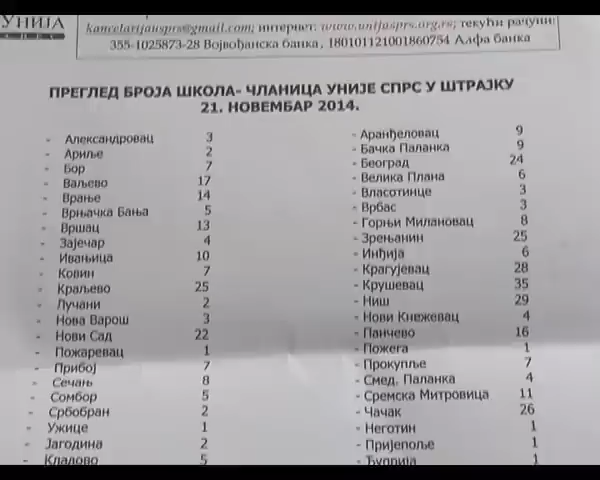 УНИЈА
С П Р С
kancelarijausprs@gmail.com; интернет: www.unijasprs.org.rs; текући рачуни:
355-1025873-28 Војвођанска банка, 180101121001860754 Алфа банка
ПРЕГЛЕД БРОЈА ШКОЛА- ЧЛАНИЦА УНИЈЕ СПРС У ШТРАЈКУ
21. НОВЕМБАР 2014.
- Александровац 3
- Ариље 2
- Бор 7
- Ваљево 17
- Врање 14
- Врњачка Бања 5
- Вршац 13
- Зајечар 4
- Ивањица 10
- Ковин 7
- Краљево 25
- Лучани 2
- Нова Варош 3
- Нови Сад 22
- Пожаревац 1
- Прибој 7
- Сечањ 8
- Сомбор 5
- Србобран 2
- Ужице 1
- Јагодина 2
- Кладово 5
- Аранђеловац 9
- Бачка Паланка 9
- Београд 24
- Велика Плана 6
- Власотинце 3
- Врбас 3
- Горњи Милановац 8
- Зрењанин 25
- Инђија 6
- Крагујевац 28
- Крушевац 35
- Ниш 29
- Нови Кнежевац 4
- Панчево 16
- Пожега 1
- Прокупље 7
- Смед. Паланка 4
- Сремска Митровица 11
- Чачак 26
- Неготин 1
- Пријепоље 1
- Ћуприја 1